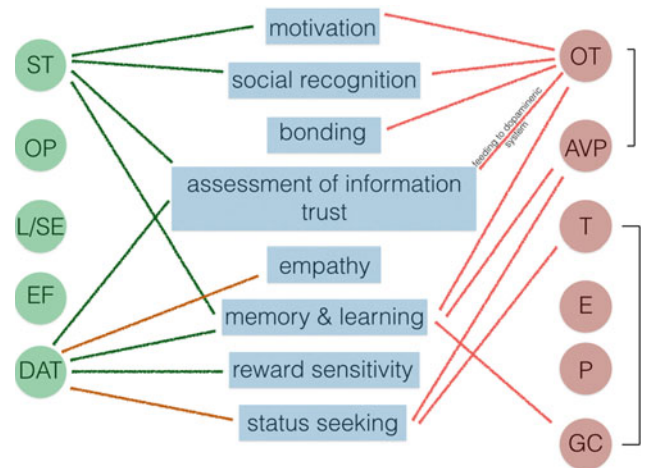 motivation
ST
social recognition
OT
bonding
feeding to dopamineric
system
OP
AVP
assessment of information
trust
L/SE
T
empathy
EF
memory & learning
E
DAT
reward sensitivity
P
status seeking
GC